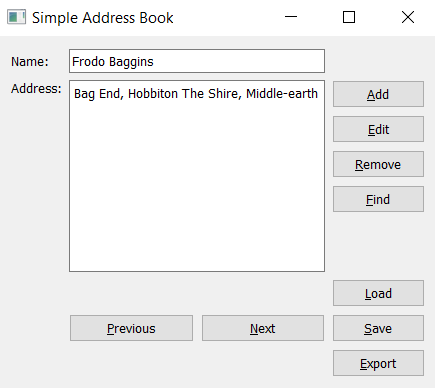 Simple Address Book
Name: Frodo Baggins
Address: Bag End, Hobbiton The Shire, Middle-earth
Add
Edit
Remove
Find
Load
Previous Next Save
Export